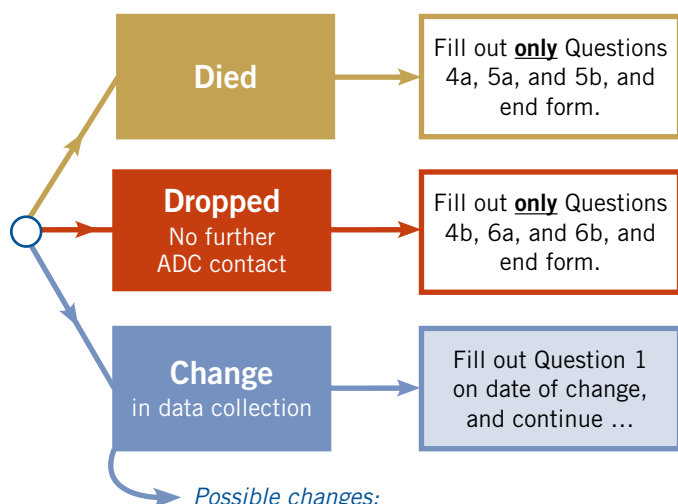 Died
Fill out only Questions
4a, 5a, and 5b, and
end form.
Dropped
No further
ADC contact
Fill out only Questions
4b, 6a, and 6b, and
end form.
Change
in data collection
Fill out Question 1
on date of change,
and continue …
Possible changes: